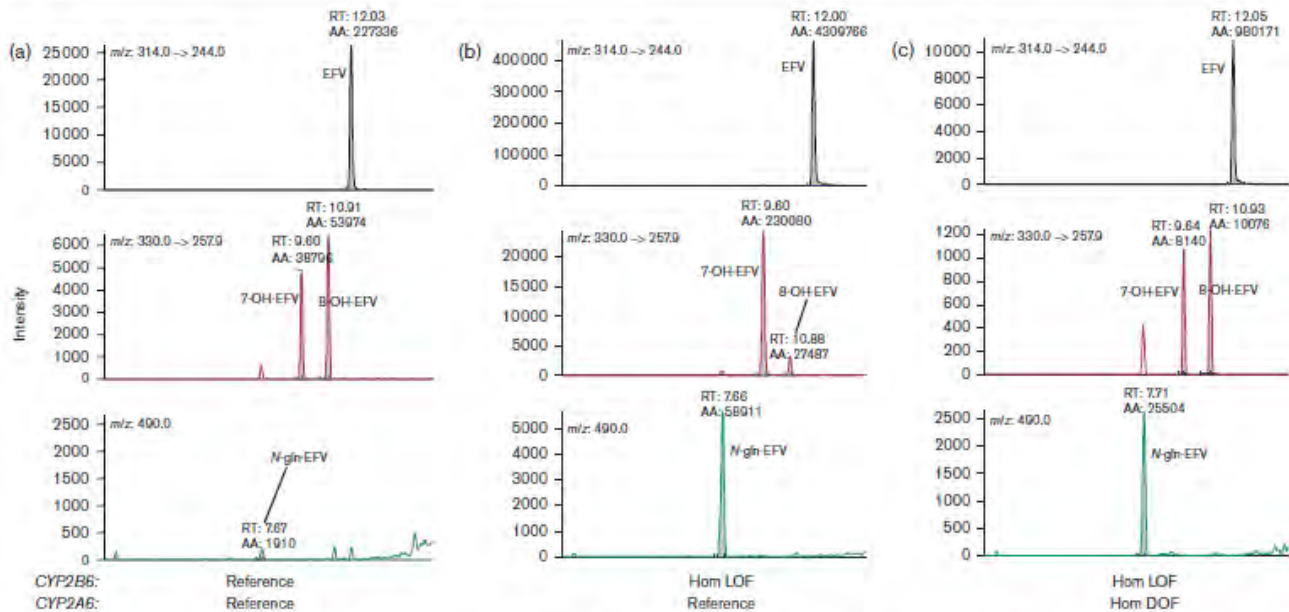 (a)
RT: 12.03
AA: 227336
m/z: 314.0 –> 244.0
EFV
25000
20000
15000
10000
5000
0
RT: 10.91
AA: 53974
m/z: 330.0 –> 257.9
RT: 9.60
AA: 38796
7-OH-EFV
8-OH-EFV
6000
5000
4000
3000
2000
1000
0
Intensity
m/z: 490.0
N-gln-EFV
RT: 7.67
AA: 1910
2500
2000
1500
1000
500
0
(b)
RT: 12.00
AA: 4309766
m/z: 314.0 –> 244.0
EFV
400000
300000
200000
100000
0
RT: 9.60
AA: 230080
m/z: 330.0 –> 257.9
7-OH-EFV
8-OH-EFV
RT: 10.88
AA: 27487
20000
15000
10000
5000
0
RT: 7.66
AA: 58911
m/z: 490.0
N-gln-EFV
5000
4000
3000
2000
1000
0
(c)
RT: 12.05
AA: 980171
m/z: 314.0 –> 244.0
EFV
10000
8000
6000
4000
2000
0
RT: 10.93
AA: 10076
m/z: 330.0 –> 257.9
RT: 9.64
AA: 8140
7-OH-EFV
8-OH-EFV
1200
1000
800
600
400
200
0
RT: 7.71
AA: 25504
m/z: 490.0
N-gln-EFV
2500
2000
1500
1000
500
0
CYP2B6: Reference Hom LOF Hom LOF
CYP2A6: Reference Reference Hom DOF